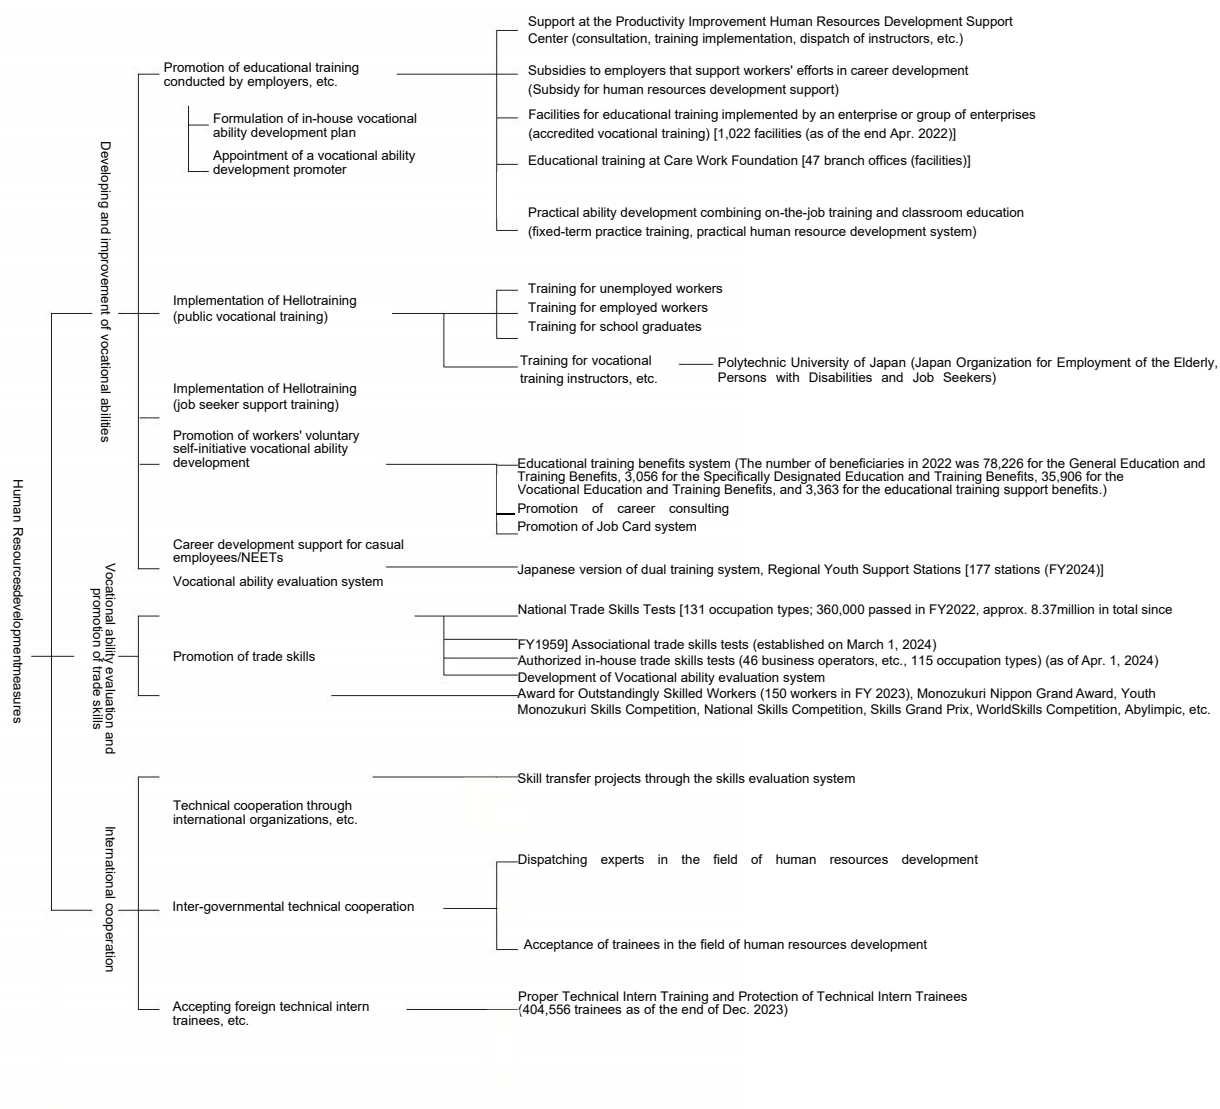 Human Resourcesdevelopmentmeasures
Developing and improvement of vocational abilities
Promotion of educational training
conducted by employers, etc.
Formulation of in-house vocational
ability development plan
Appointment of a vocational ability
development promoter
Support at the Productivity Improvement Human Resources Development Support
Center (consultation, training implementation, dispatch of instructors, etc.)
Subsidies to employers that support workers' efforts in career development
(Subsidy for human resources development support)
Facilities for educational training implemented by an enterprise or group of enterprises
(accredited vocational training) [1,022 facilities (as of the end Apr. 2022)]
Educational training at Care Work Foundation [47 branch offices (facilities)]
Practical ability development combining on-the-job training and classroom education
(fixed-term practice training, practical human resource development system)
Implementation of Hellotraining
(public vocational training)
Training for unemployed workers
Training for employed workers
Training for school graduates
Training for vocational
training instructors, etc.
Polytechnic University of Japan (Japan Organization for Employment of the Elderly,
Persons with Disabilities and Job Seekers)
Implementation of Hellotraining
(job seeker support training)
Promotion of workers' voluntary
self-initiative vocational ability
development
Educational training benefits system (The number of beneficiaries in 2022 was 78,226 for the General Education and
Training Benefits, 3,056 for the Specifically Designated Education and Training Benefits, 35,906 for the
Vocational Education and Training Benefits, and 3,363 for the educational training support benefits.)
Promotion of career consulting
Promotion of Job Card system
Career development support for casual
employees/NEETs
Japanese version of dual training system, Regional Youth Support Stations [177 stations (FY2024)]
Vocational ability evaluation and
promotion of trade skills
Vocational ability evaluation system
National Trade Skills Tests [131 occupation types; 360,000 passed in FY2022, approx. 8.37million in total since
FY1959] Associational trade skills tests (established on March 1, 2024)
Authorized in-house trade skills tests (46 business operators, etc., 115 occupation types) (as of Apr. 1, 2024)
Development of Vocational ability evaluation system
Promotion of trade skills
Award for Outstandingly Skilled Workers (150 workers in FY 2023), Monozukuri Nippon Grand Award, Youth
Monozukuri Skills Competition, National Skills Competition, Skills Grand Prix, WorldSkills Competition, Abylimpic, etc.
International cooperation
Skill transfer projects through the skills evaluation system
Technical cooperation through
international organizations, etc.
Inter-governmental technical cooperation
Dispatching experts in the field of human resources development
Acceptance of trainees in the field of human resources development
Accepting foreign technical intern
trainees, etc.
Proper Technical Intern Training and Protection of Technical Intern Trainees
(404,556 trainees as of the end of Dec. 2023)